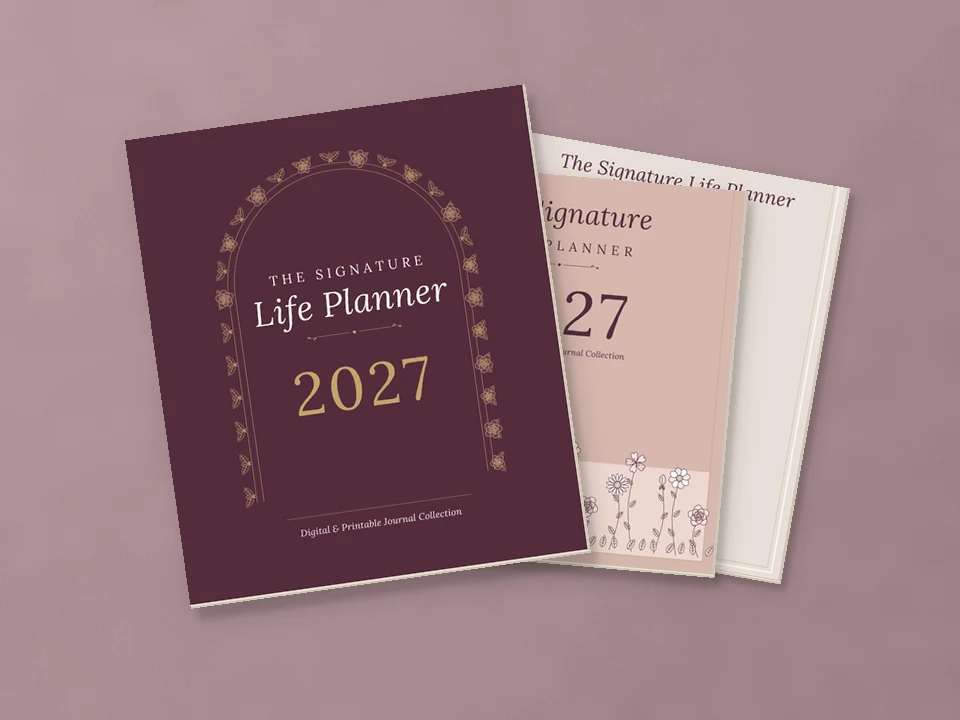 THE SIGNATURE
Life Planner
2027
Digital & Printable Journal Collection
Signature
PLANNER
27
Journal Collection
The Signature Life Planner